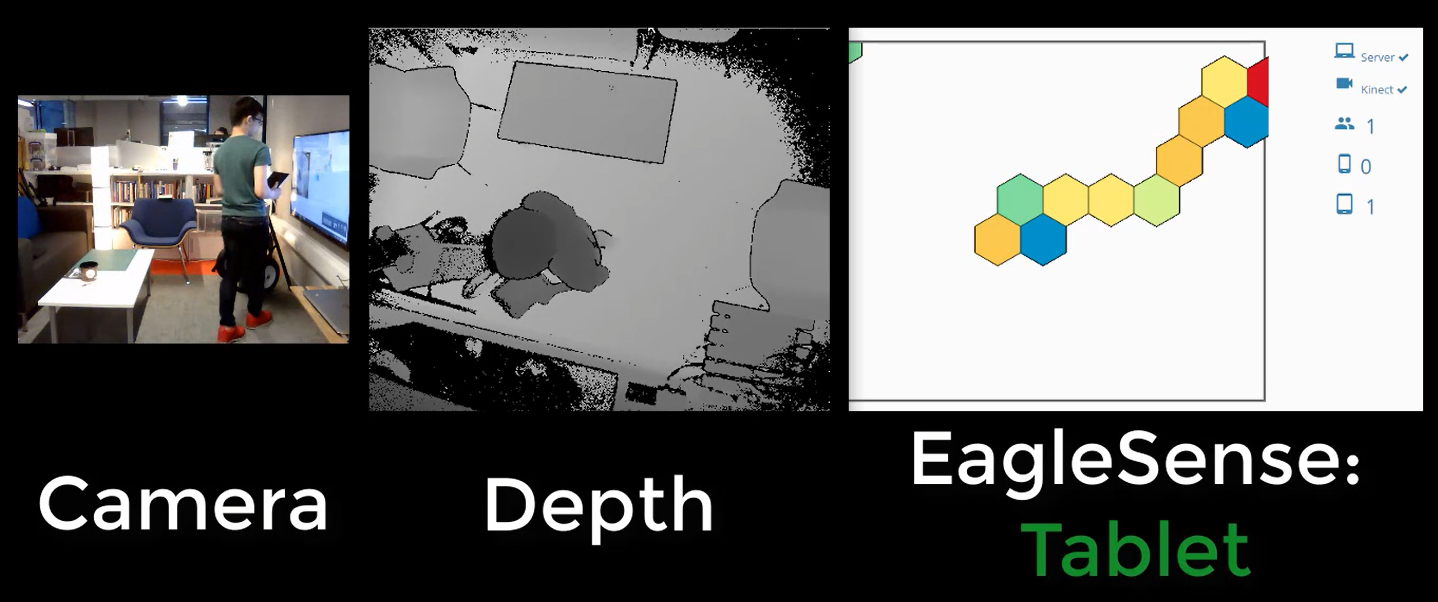 Server
Kinect
1
0
1
Camera
Depth
EagleSense:
Tablet